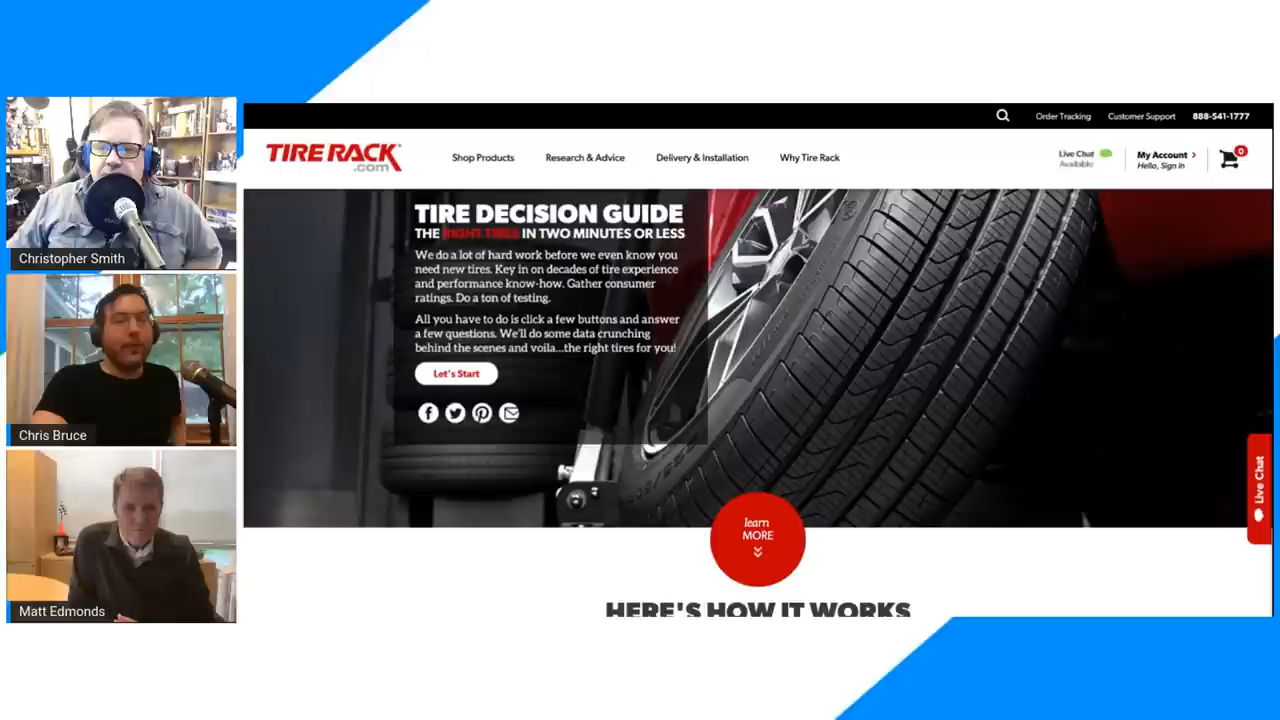 Christopher Smith
Chris Bruce
Matt Edmonds
Order Tracking
Customer Support
888-541-1777
TIRE RACK
.com
Shop Products
Research & Advice
Delivery & Installation
Why Tire Rack
Live Chat
Available
My Account
Hello, Sign In
0
TIRE DECISION GUIDE
THE RIGHT TIRES IN TWO MINUTES OR LESS
We do a lot of hard work before we even know you
need new tires. Key in on decades of tire experience
and performance know-how. Gather consumer
ratings. Do a ton of testing.
All you have to do is click a few buttons and answer
a few questions. We'll do some data crunching
behind the scenes and voila...the right tires for you!
Let's Start
Live Chat
learn
MORE
HERE'S HOW IT WORKS